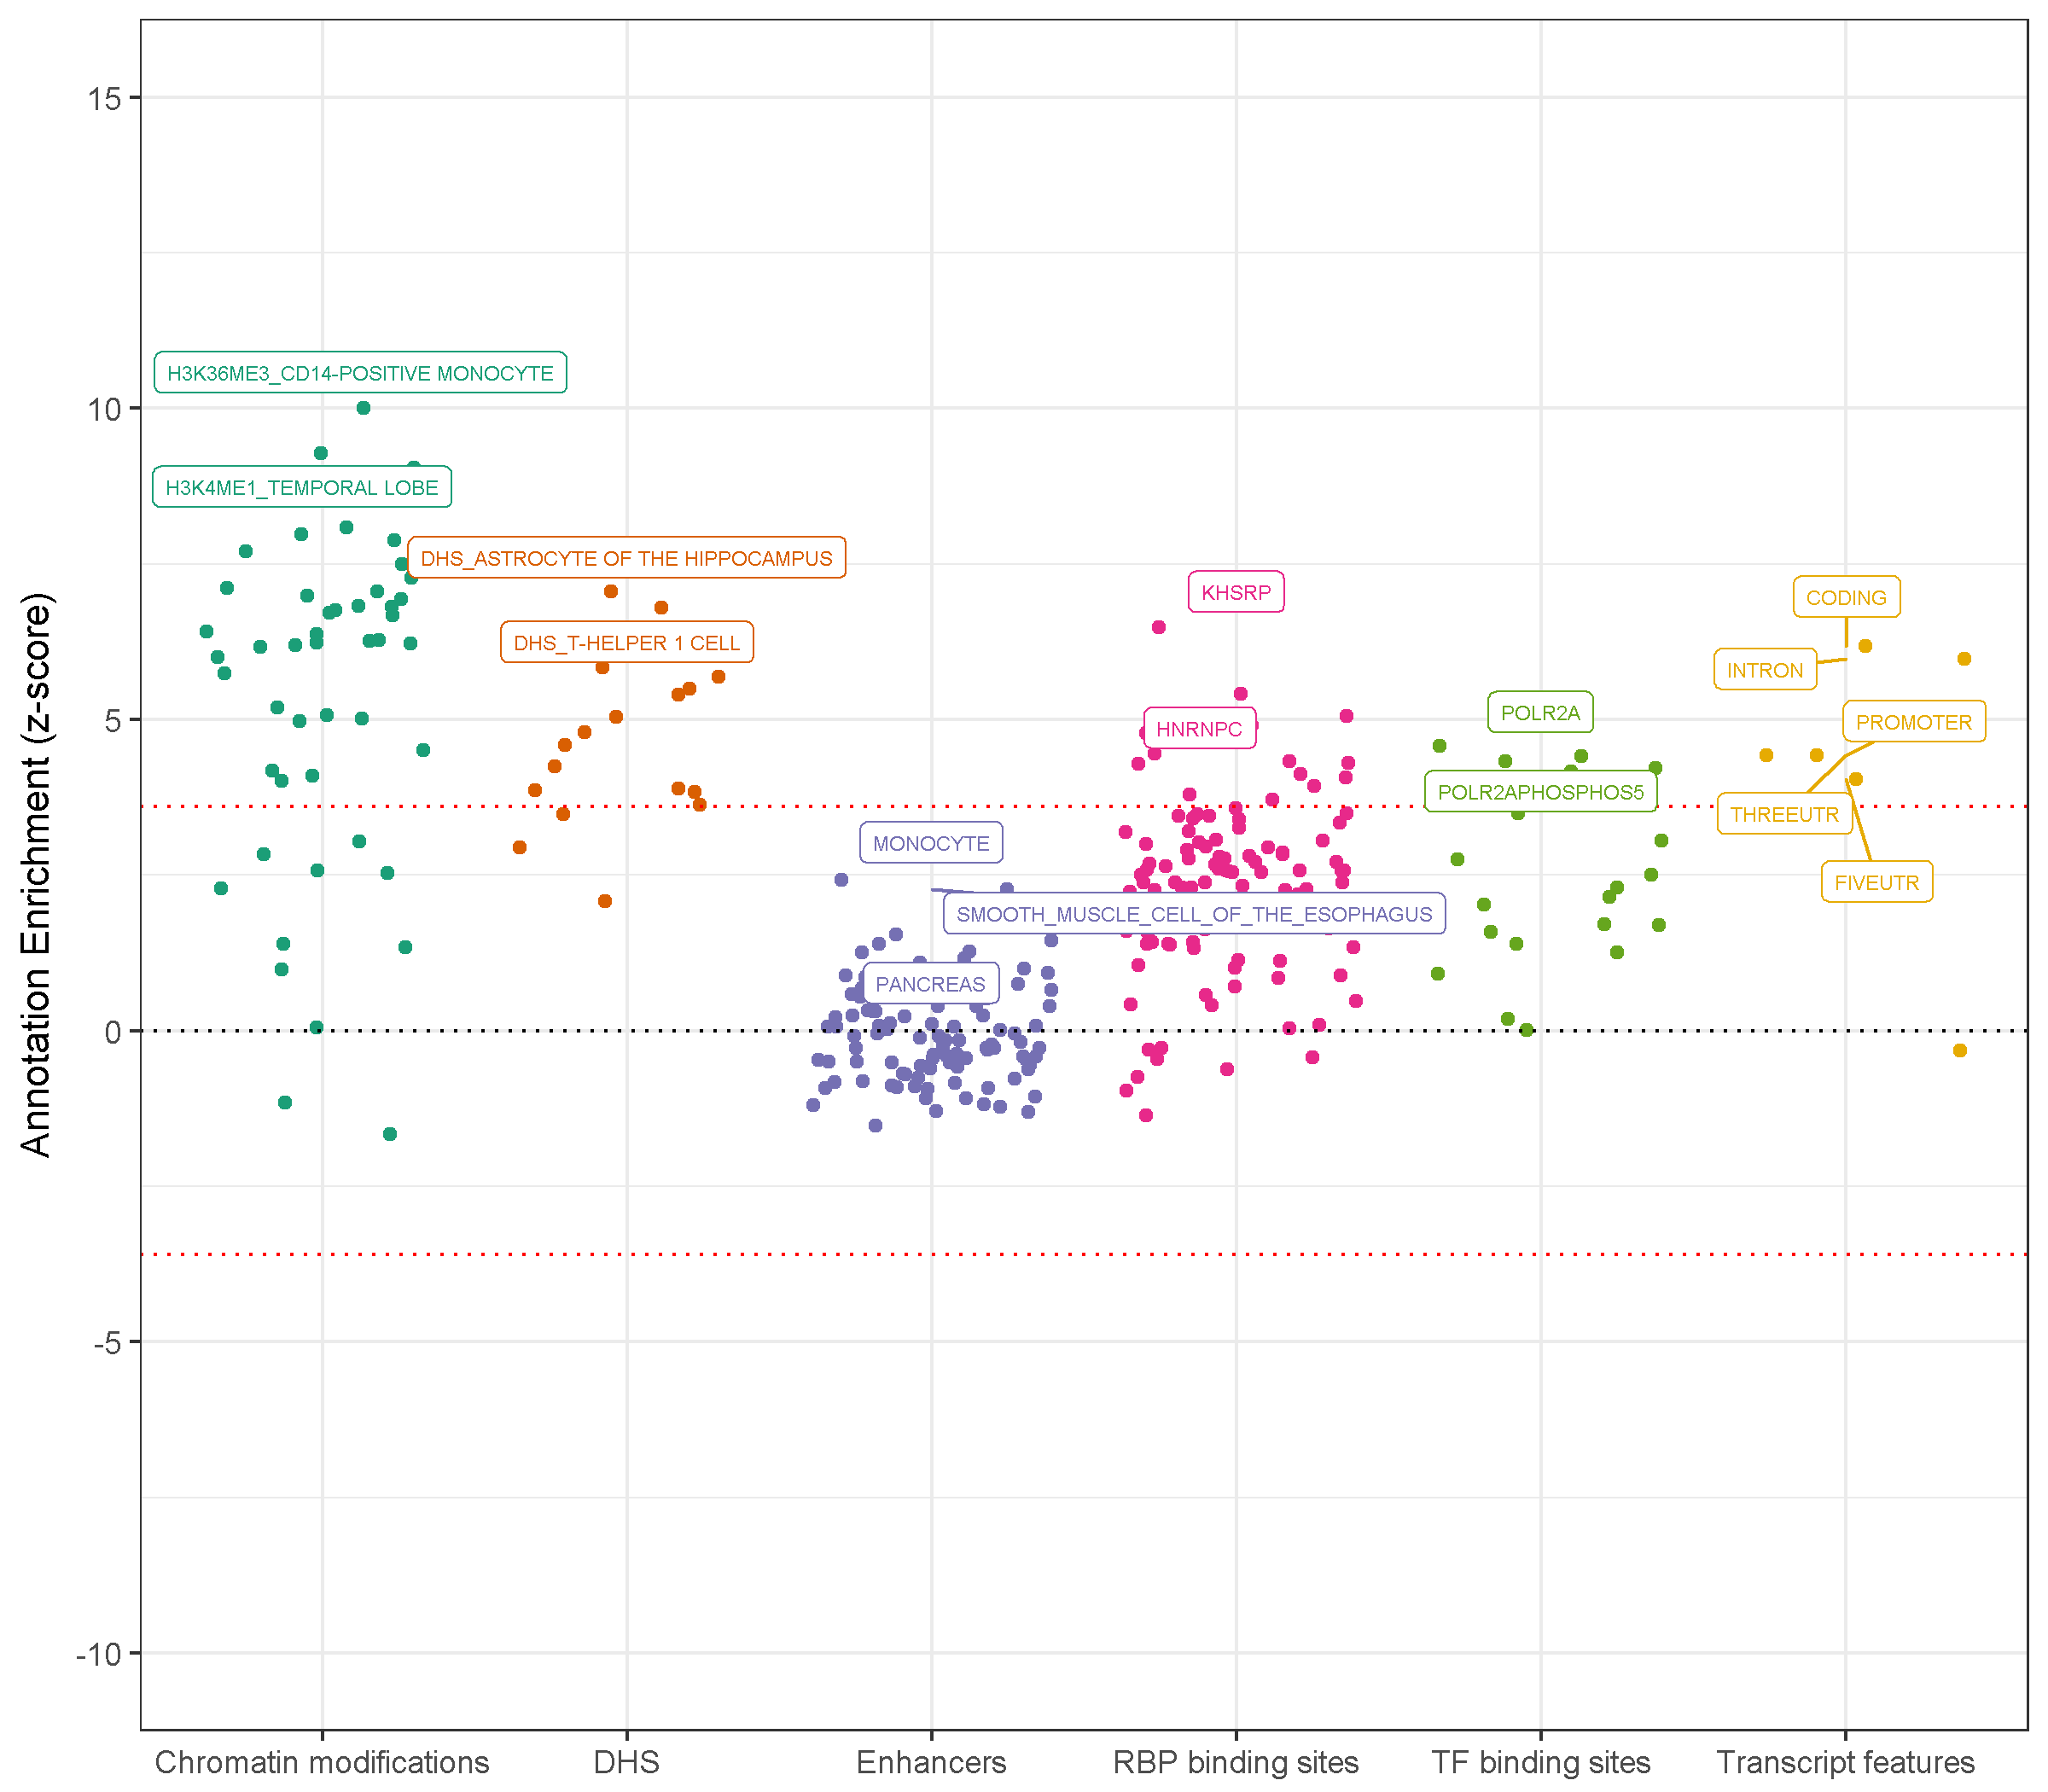 Annotation Enrichment (z-score)
15
10
5
0
-5
-10
H3K36ME3_CD14-POSITIVE MONOCYTE
H3K4ME1_TEMPORAL LOBE
DHS_ASTROCYTE OF THE HIPPOCAMPUS
DHS_T-HELPER 1 CELL
MONOCYTE
SMOOTH_MUSCLE_CELL_OF_THE_ESOPHAGUS
PANCREAS
KHSRP
HNRNPC
POLR2A
POLR2APHOSPHOS5
CODING
INTRON
PROMOTER
THREEUTR
FIVEUTR
Chromatin modifications
DHS
Enhancers
RBP binding sites
TF binding sites
Transcript features